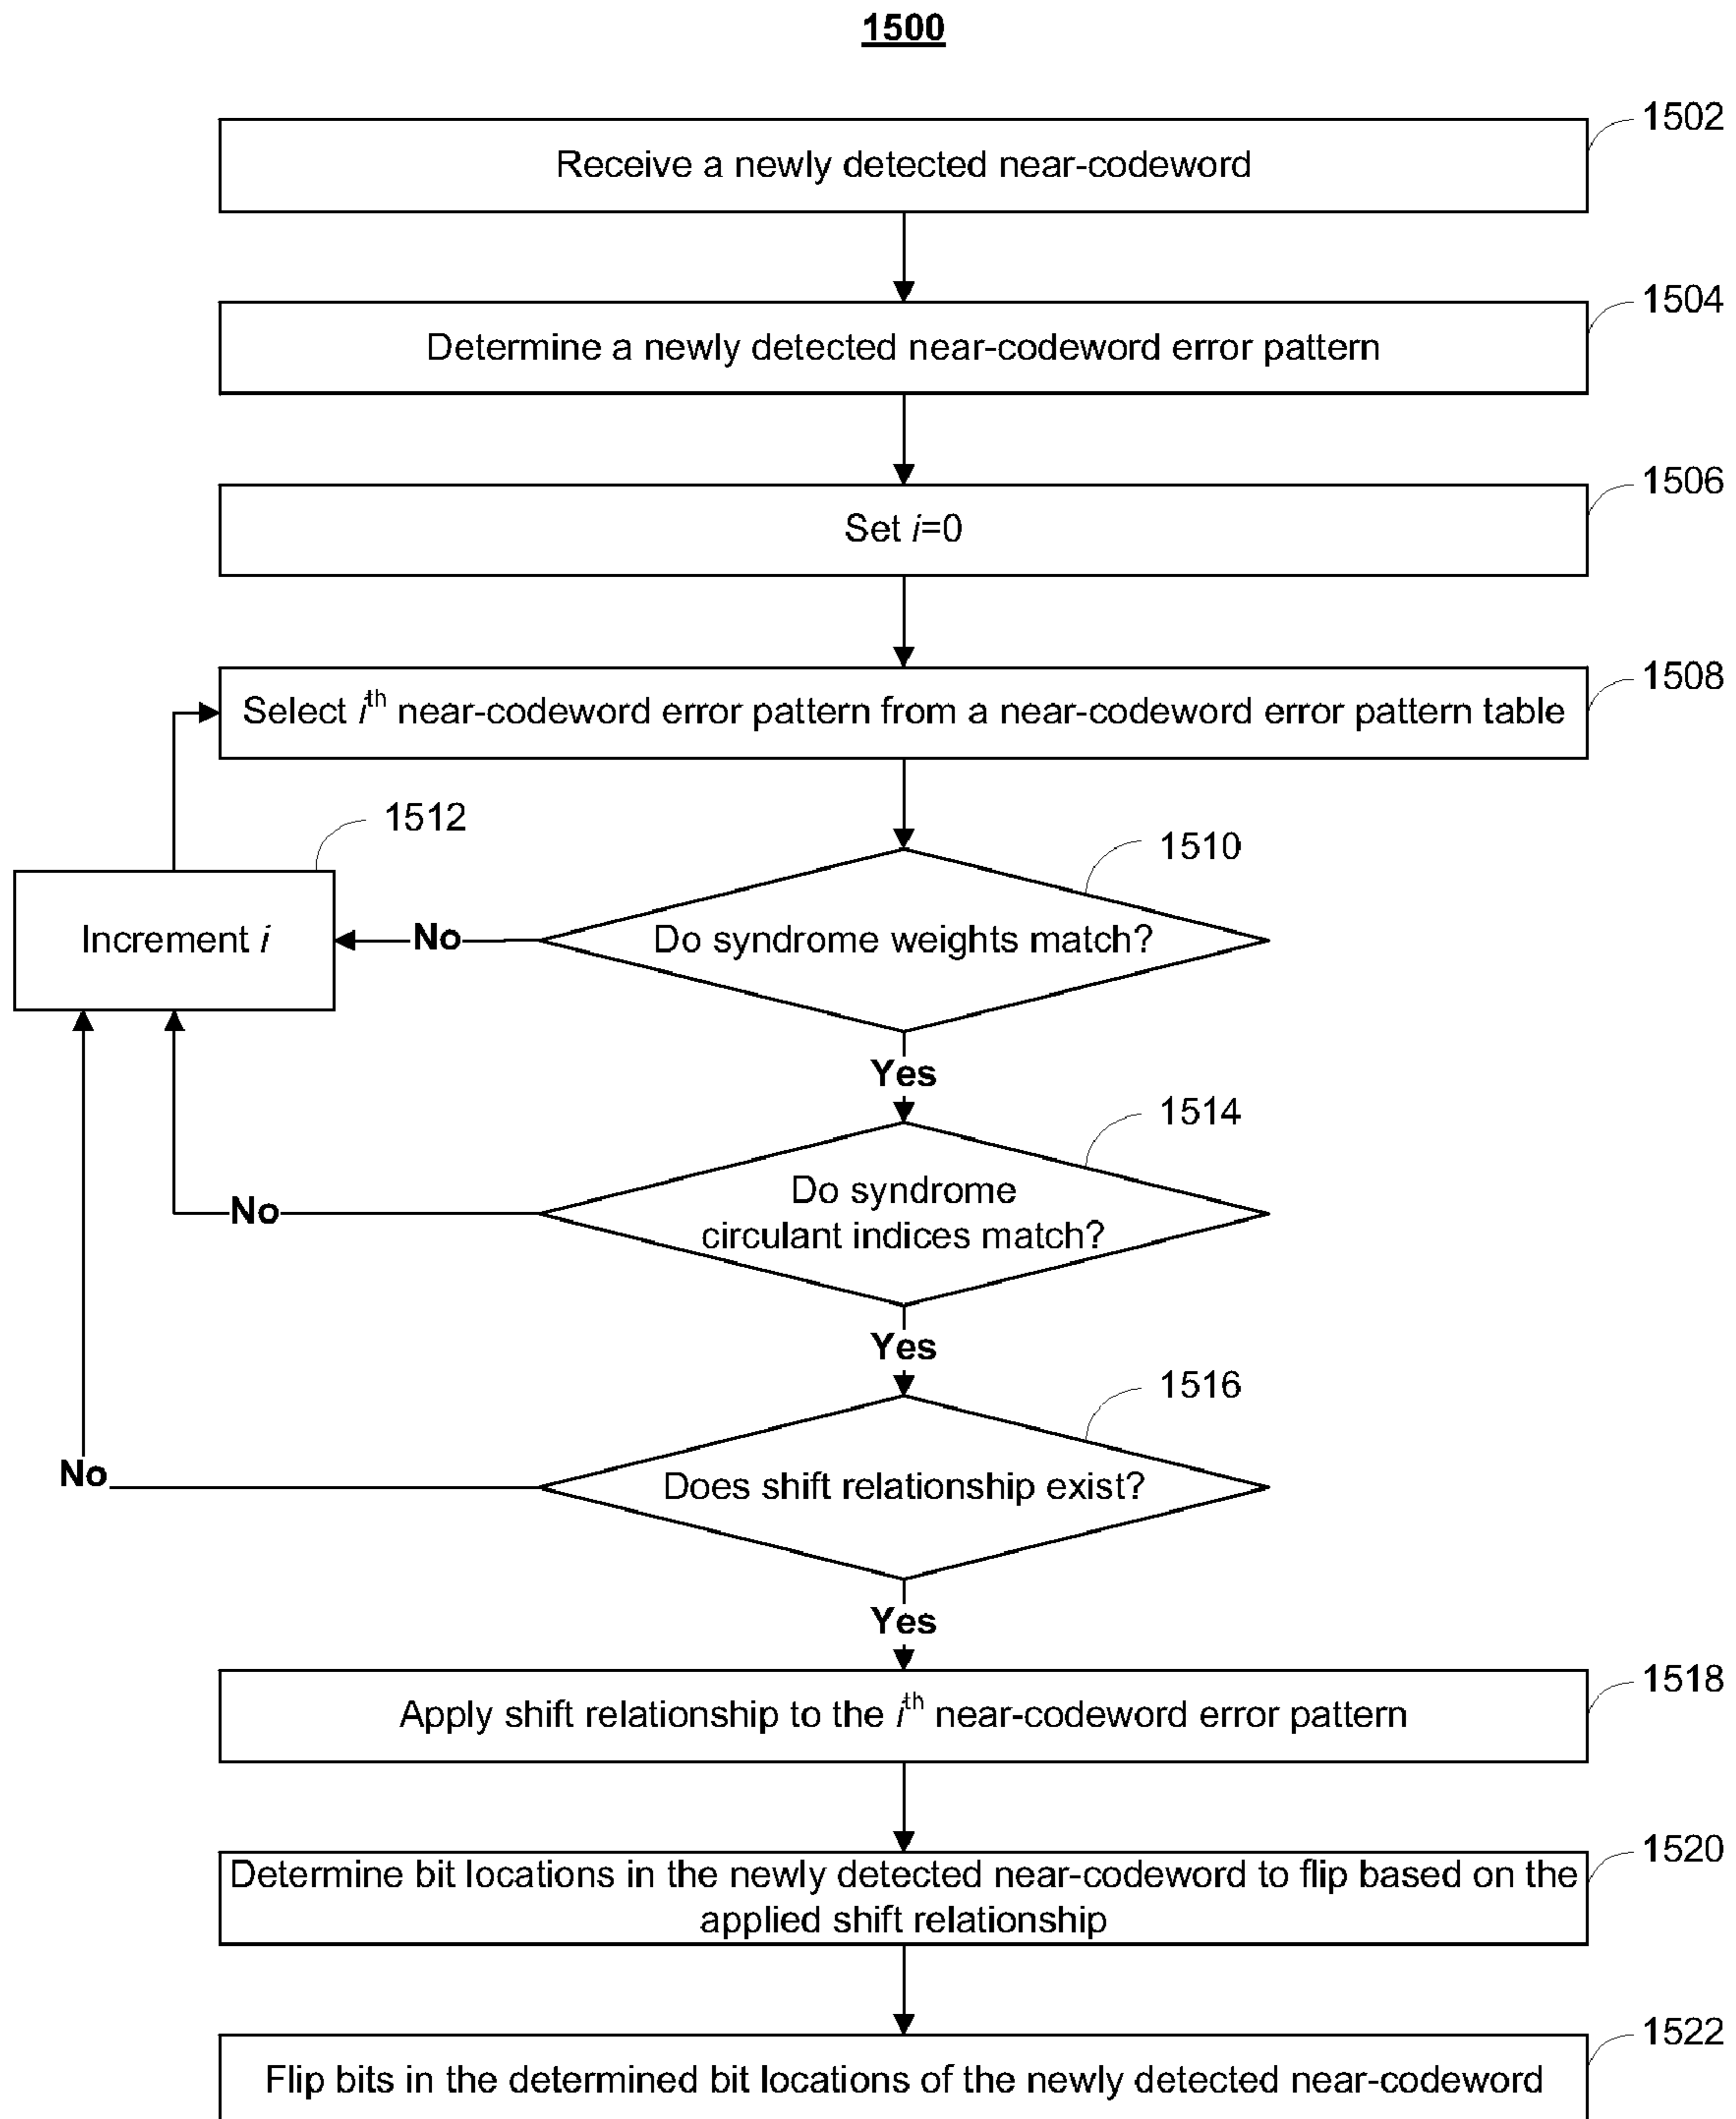 1500
1502
Receive a newly detected near-codeword
1504
Determine a newly detected near-codeword error pattern
1506
Set i=0
1508
Select ith near-codeword error pattern from a near-codeword error pattern table
1512
1510
Increment i
No
Do syndrome weights match?
Yes
1514
Do syndrome
circulant indices match?
No
Yes
1516
Does shift relationship exist?
No
Yes
1518
Apply shift relationship to the ith near-codeword error pattern
1520
Determine bit locations in the newly detected near-codeword to flip based on the
applied shift relationship
1522
Flip bits in the determined bit locations of the newly detected near-codeword